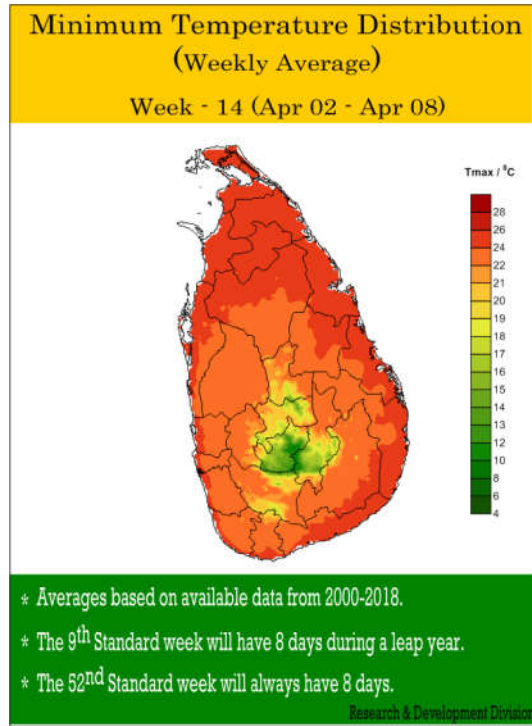 Minimum Temperature Distribution
(Weekly Average)
Week - 14 (Apr 02 - Apr 08)
Tmax / ⁰C
28
26
24
22
21
20
19
18
17
16
15
14
13
12
10
8
6
4
* Averages based on available data from 2000-2018.
* The 9th Standard week will have 8 days during a leap year.
* The 52nd Standard week will always have 8 days.
Research & Development Division